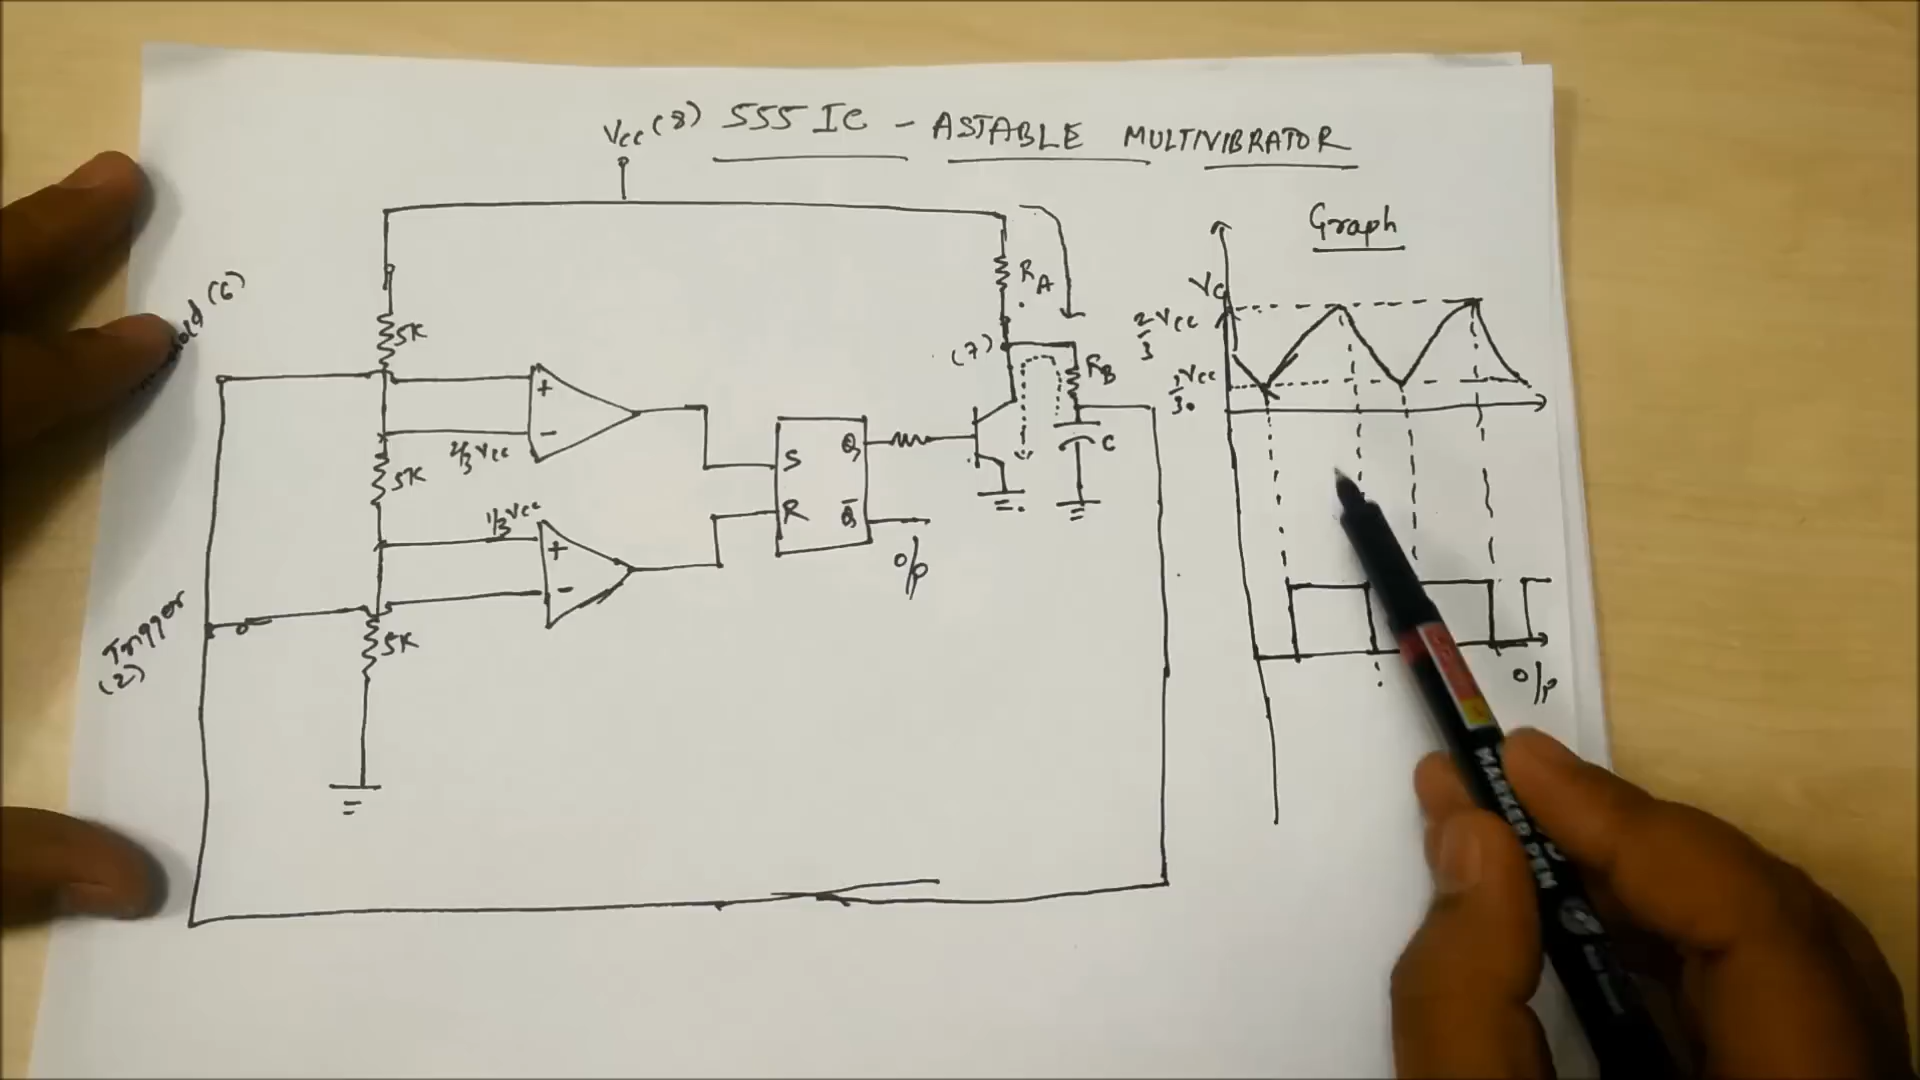 Vcc (8) 555 IC - ASTABLE MULTIVIBRATOR
Graph
(6)
RA
VC
2/3 Vcc
5K
(7)
RB
1/3 Vcc
0
+
-
2/3 Vcc
S
Q
C
5K
1/3 Vcc
R
Q̅
+
-
O/P
Trigger
(2)
5K
O/P
MARKER PEN